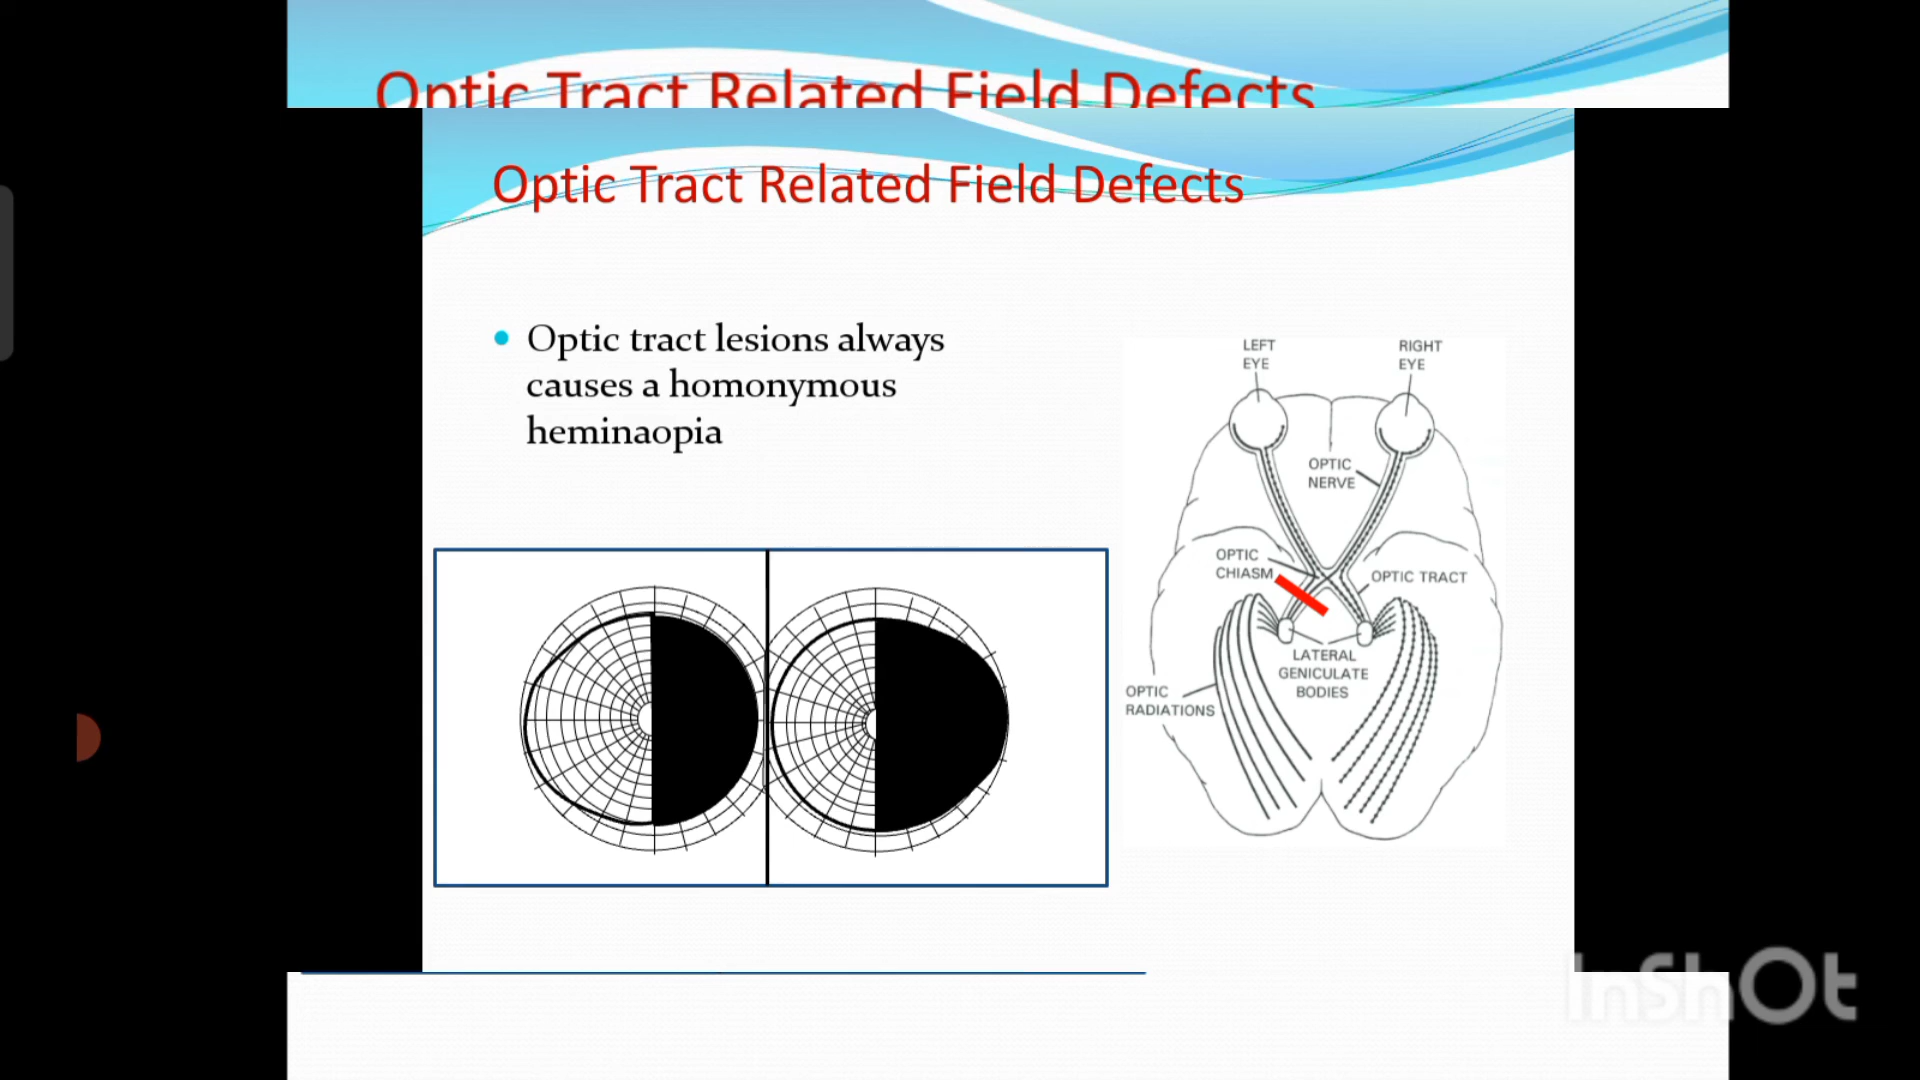 Optic Tract Related Field Defects
Optic Tract Related Field Defects
Optic tract lesions always
causes a homonymous
heminaopia
LEFT
EYE
RIGHT
EYE
OPTIC
NERVE
OPTIC
CHIASM
OPTIC TRACT
LATERAL
GENICULATE
BODIES
OPTIC
RADIATIONS
InShOt